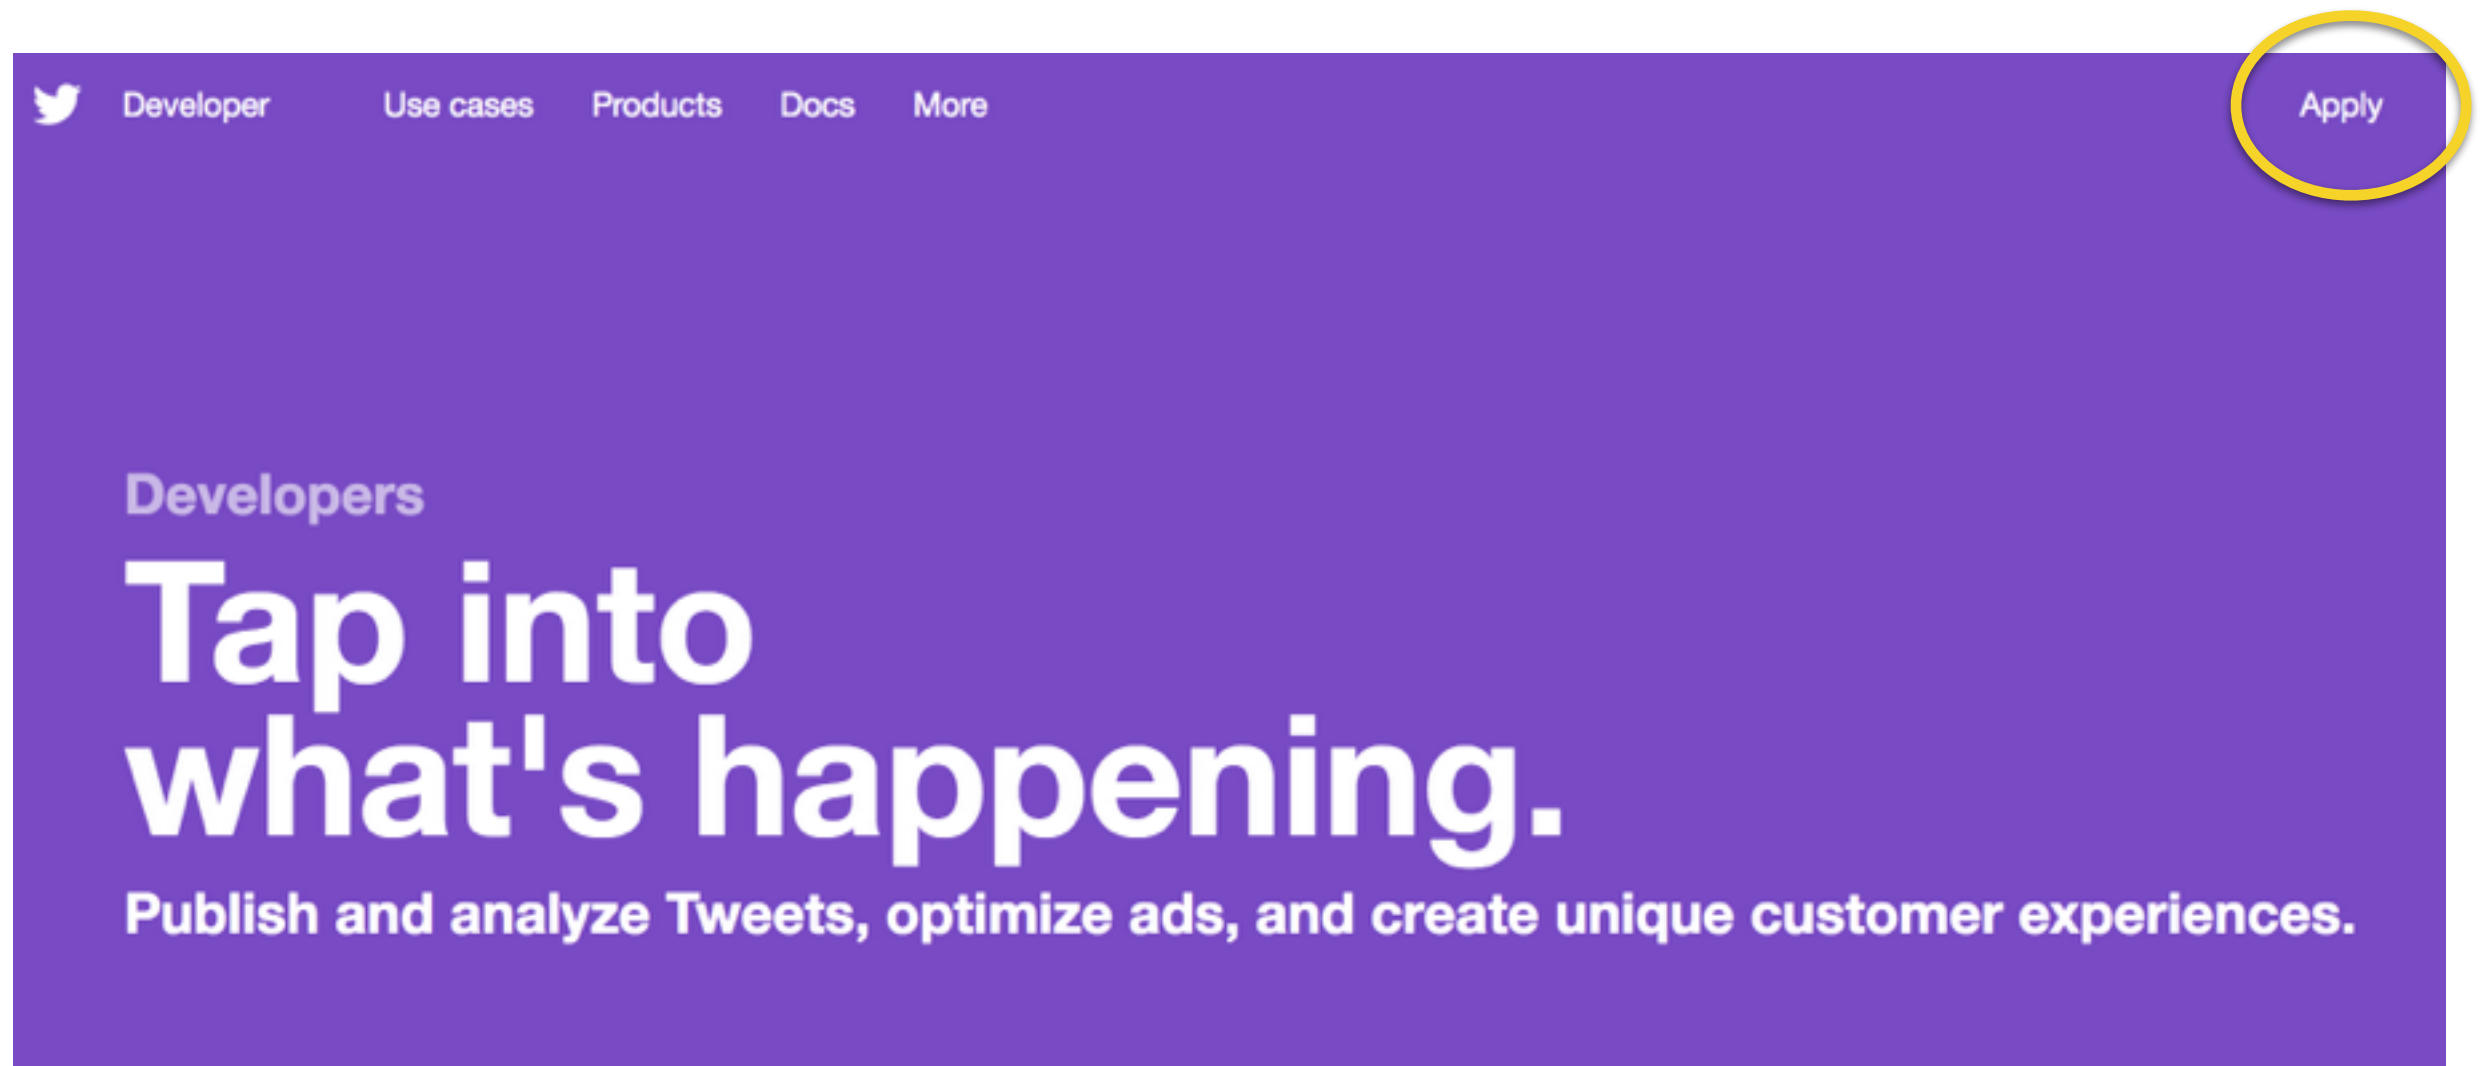 Developer Use cases Products Docs More Apply
Developers
Tap into
what's happening.
Publish and analyze Tweets, optimize ads, and create unique customer experiences.